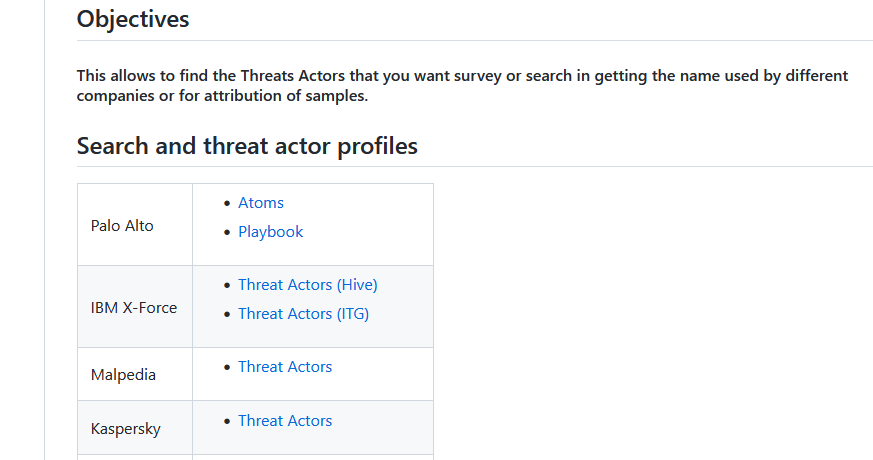 Objectives
This allows to find the Threats Actors that you want survey or search in getting the name used by different
companies or for attribution of samples.
Search and threat actor profiles
Palo Alto
Atoms
Playbook
IBM X-Force
Threat Actors (Hive)
Threat Actors (ITG)
Malpedia
Threat Actors
Kaspersky
Threat Actors